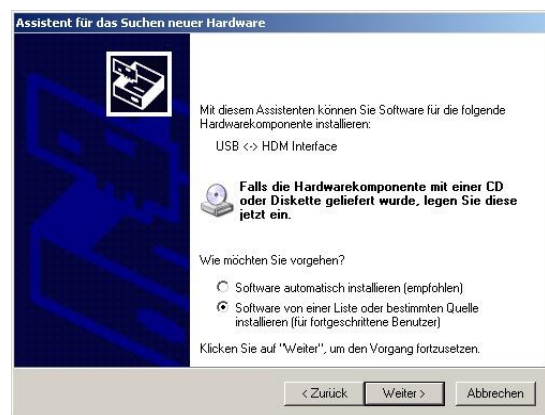 Assistent für das Suchen neuer Hardware
Mit diesem Assistenten können Sie Software für die folgende
Hardwarekomponente installieren:
USB <-> HDM Interface
Falls die Hardwarekomponente mit einer CD
oder Diskette geliefert wurde, legen Sie diese
jetzt ein.
Wie möchten Sie vorgehen?
Software automatisch installieren (empfohlen)
Software von einer Liste oder bestimmten Quelle
installieren (für fortgeschrittene Benutzer)
Klicken Sie auf "Weiter", um den Vorgang fortzusetzen.
< Zurück Weiter > Abbrechen